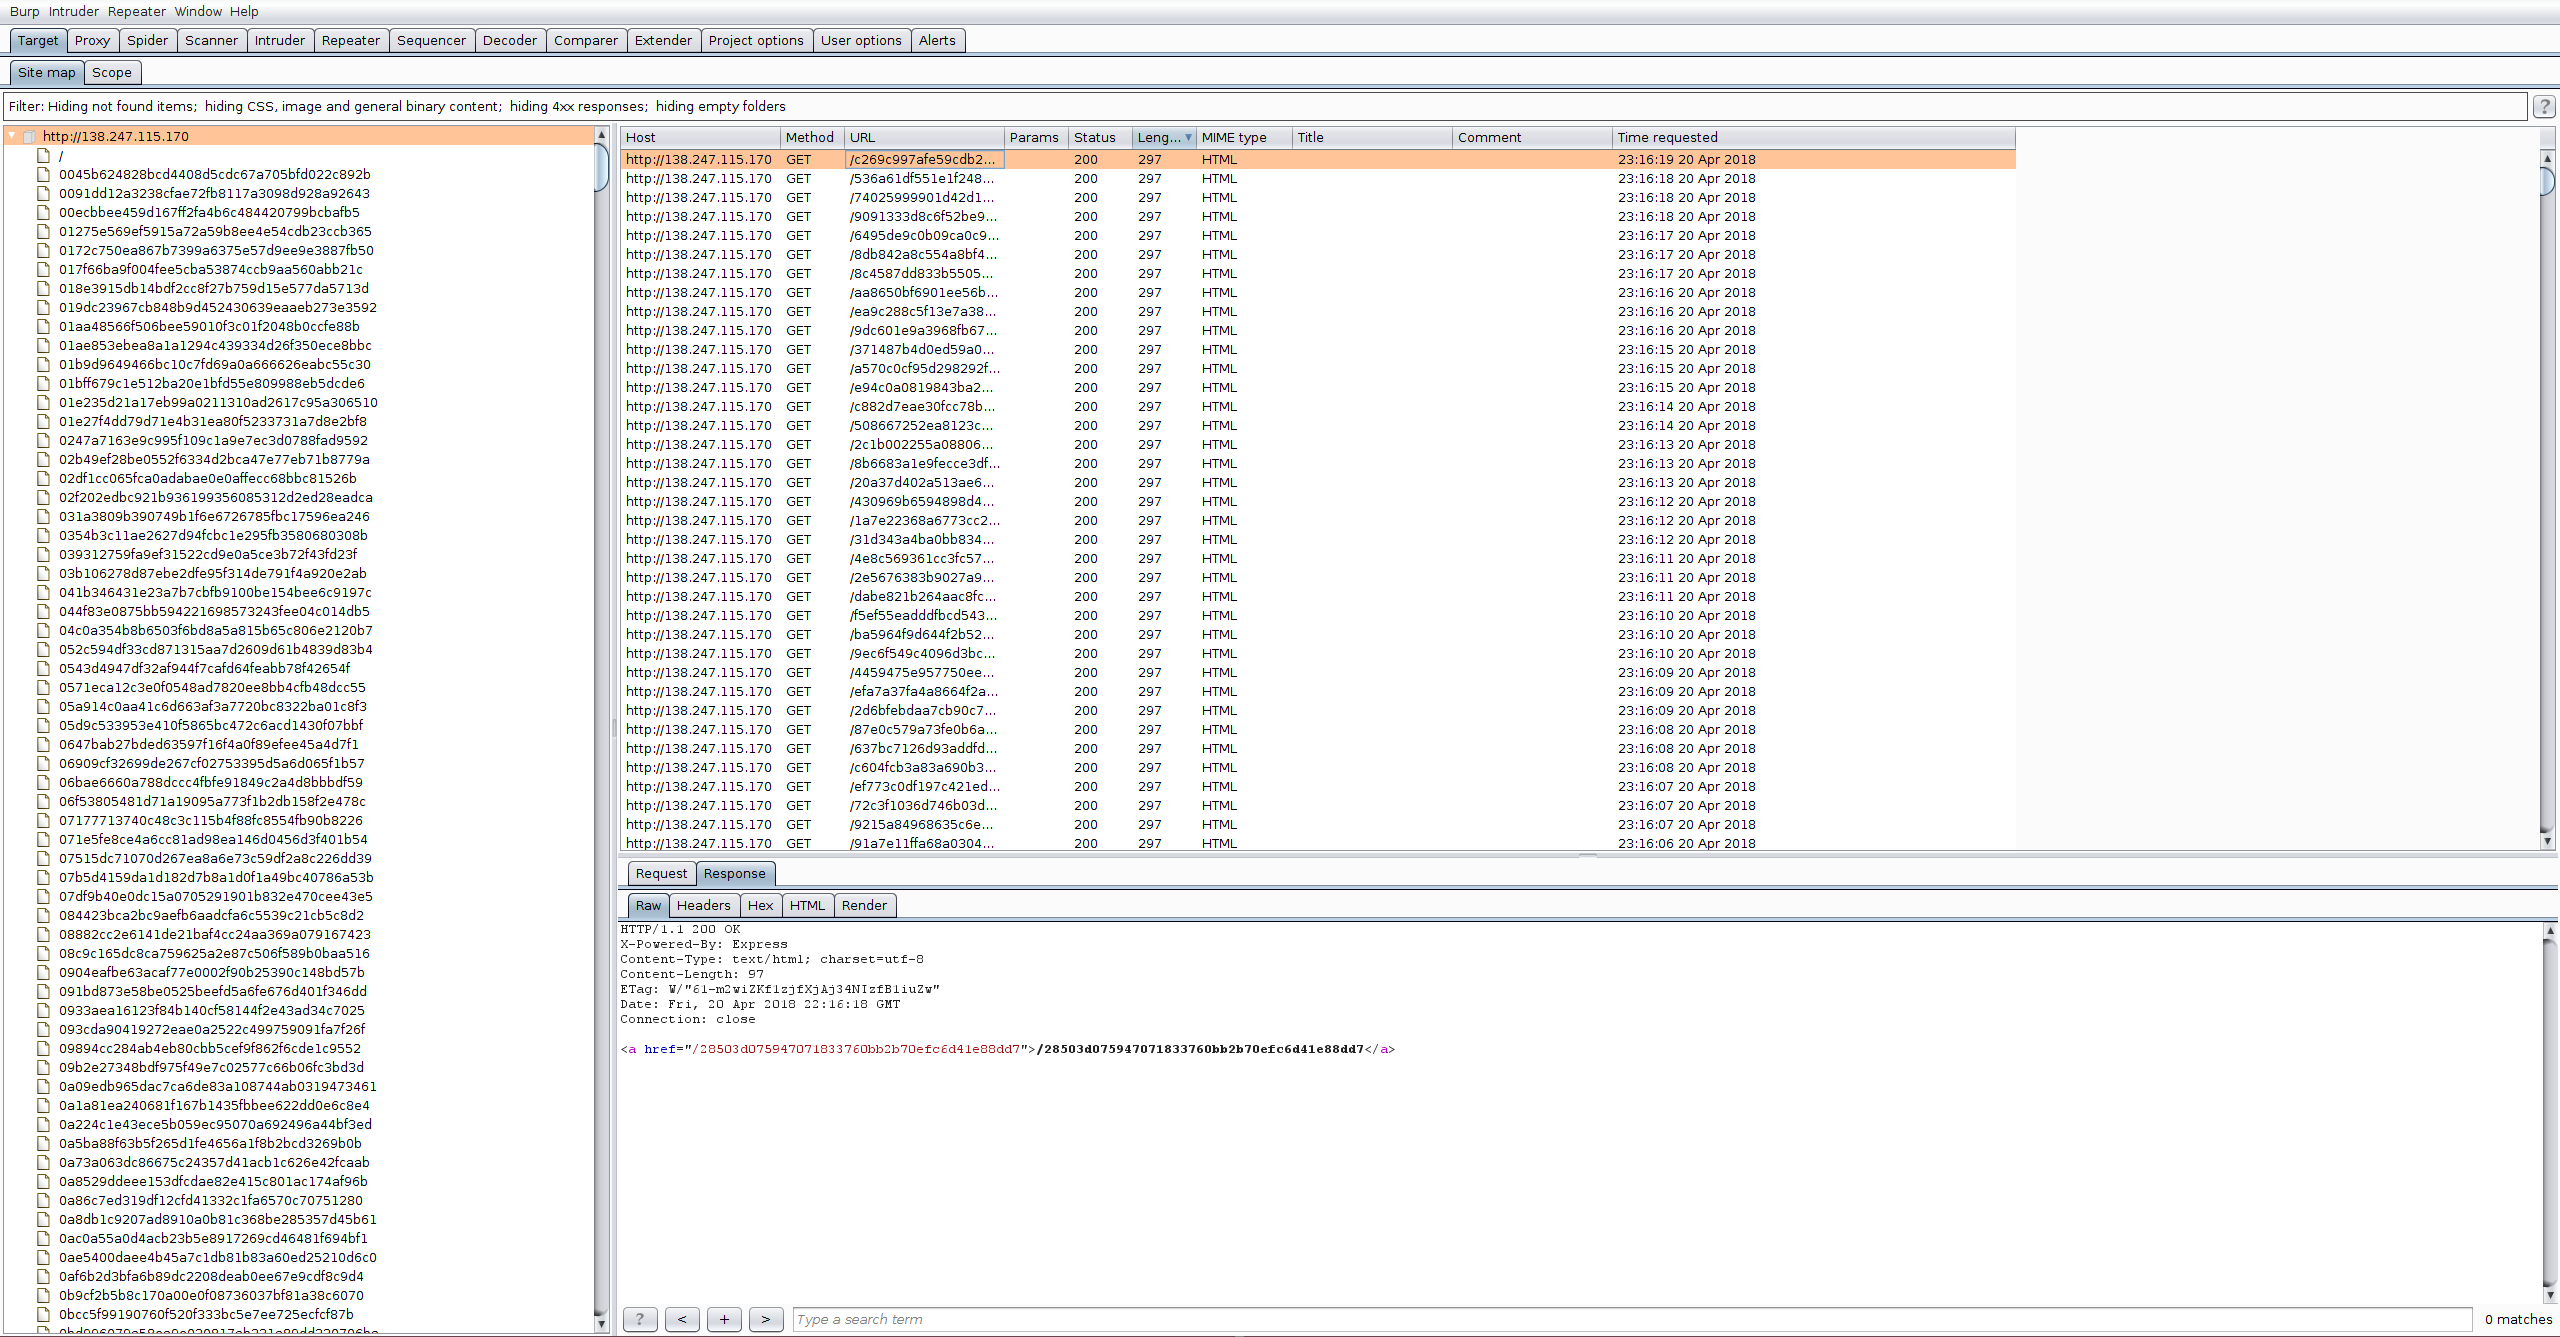 Burp Intruder Repeater Window Help
Target Proxy Spider Scanner Intruder Repeater Sequencer Decoder Comparer Extender Project options User options Alerts
Site map Scope
Filter: Hiding not found items; hiding CSS, image and general binary content; hiding 4xx responses; hiding empty folders ?
http://138.247.115.170
/
0045b624828bcd4408d5cdc67a705bfd022c892b
0091dd12a3238cfae72fb8117a3098d928a92643
00ecbbee459d167ff2fa4b6c484420799bcbafb5
01275e569ef5915a72a59b8ee4e54cdb23ccb365
0172c750ea867b7399a6375e57d9ee9e3887fb50
017f66ba9f004fee5cba53874ccb9aa560abb21c
018e3915db14bdf2cc8f27b759d15e577da5713d
019dc23967cb848b9d452430639eaaeb273e3592
01aa48566f506bee59010f3c01f2048b0ccfe88b
01ae853ebea8a1a1294c439334d26f350ece8bbc
01b9d9649466bc10c7fd69a0a666626eabc55c30
01bff679c1e512ba20e1bfd55e809988eb5dcde6
01e235d21a17eb99a0211310ad2617c95a306510
01e27f4dd79d71e4b31ea80f5233731a7d8e2bf8
0247a7163e9c995f109c1a9e7ec3d0788fad9592
02b49ef28be0552f6334d2bca47e77eb71b8779a
02df1cc065fca0adabae0e0affecc68bbc81526b
02f202edbc921b936199356085312d2ed28eadca
031a3809b390749b1f6e6726785fbc17596ea246
0354b3c11ae2627d94fcbc1e295fb3580680308b
039312759fa9ef31522cd9e0a5ce3b72f43fd23f
03b106278d87ebe2dfe95f314de791f4a920e2ab
041b346431e23a7b7cbfb9100be154bee6c9197c
044f83e0875bb594221698573243fee04c014db5
04c0a354b8b6503f6bd8a5a815b65c806e2120b7
052c594df33cd871315aa7d2609d61b4839d83b4
0543d4947df32af944f7cafd64feabb78f42654f
0571eca12c3e0f0548ad7820ee8bb4cfb48dcc55
05a914c0aa41c6d663af3a7720bc8322ba01c8f3
05d9c533953e410f5865bc472c6acd1430f07bbf
0647bab27bded63597f16f4a0f89efee45a4d7f1
06909cf32699de267cf02753395d5a6d065f1b57
06bae6660a788dccc4fbfe91849c2a4d8bbbdf59
06f53805481d71a19095a773f1b2db158f2e478c
07177713740c48c3c115b4f88fc8554fb90b8226
071e5fe8ce4a6cc81ad98ea146d0456d3f401b54
07515dc71070d267ea8a6e73c59df2a8c226dd39
07b5d4159da1d182d7b8a1d0f1a49bc40786a53b
07df9b40e0dc15a0705291901b832e470cee43e5
084423bca2bc9aefb6aadcfa6c5539c21cb5c8d2
08882cc2e6141de21baf4cc24aa369a079167423
08c9c165dc8ca759625a2e87c506f589b0baa516
0904eafbe63acaf77e0002f90b25390c148bd57b
091bd873e58be0525beefd5a6fe676d401f346dd
0933aea16123f84b140cf58144f2e43ad34c7025
093cda90419272eae0a2522c499759091fa7f26f
09894cc284ab4eb80cbb5cef9f862f6cde1c9552
09b2e27348bdf975f49e7c02577c66b06fc3bd3d
0a09edb965dac7ca6de83a108744ab0319473461
0a1a81ea240681f167b1435fbbee622dd0e6c8e4
0a224c1e43ece5b059ec95070a692496a44bf3ed
0a5ba88f63b5f265d1fe4656a1f8b2bcd3269b0b
0a73a063dc86675c24357d41acb1c626e42fcaab
0a8529ddeee153dfcdae82e415c801ac174af96b
0a86c7ed319df12cfd41332c1fa6570c70751280
0a8db1c9207ad8910a0b81c368be285357d45b61
0ac0a55a0d4acb23b5e8917269cd46481f694bf1
0ae5400daee4b45a7c1db81b83a60ed25210d6c0
0af6b2d3bfa6b89dc2208deab0ee67e9cdf8c9d4
0b9cf2b5b8c170a00e0f08736037bf81a38c6070
0bcc5f99190760f520f333bc5e7ee725ecfcf87b
Host Method URL Params Status Leng... MIME type Title Comment Time requested
http://138.247.115.170 GET /c269c997afe59cdb2... 200 297 HTML 23:16:19 20 Apr 2018
http://138.247.115.170 GET /536a61df551e1f248... 200 297 HTML 23:16:18 20 Apr 2018
http://138.247.115.170 GET /74025999901d42d1... 200 297 HTML 23:16:18 20 Apr 2018
http://138.247.115.170 GET /9091333d8c6f52be9... 200 297 HTML 23:16:18 20 Apr 2018
http://138.247.115.170 GET /6495de9c0b09ca0c9... 200 297 HTML 23:16:17 20 Apr 2018
http://138.247.115.170 GET /8db842a8c554a8bf4... 200 297 HTML 23:16:17 20 Apr 2018
http://138.247.115.170 GET /8c4587dd833b5505... 200 297 HTML 23:16:17 20 Apr 2018
http://138.247.115.170 GET /aa8650bf6901ee56b... 200 297 HTML 23:16:16 20 Apr 2018
http://138.247.115.170 GET /ea9c288c5f13e7a38... 200 297 HTML 23:16:16 20 Apr 2018
http://138.247.115.170 GET /9dc601e9a3968fb67... 200 297 HTML 23:16:16 20 Apr 2018
http://138.247.115.170 GET /371487b4d0ed59a0... 200 297 HTML 23:16:15 20 Apr 2018
http://138.247.115.170 GET /a570c0cf95d298292f... 200 297 HTML 23:16:15 20 Apr 2018
http://138.247.115.170 GET /e94c0a0819843ba2... 200 297 HTML 23:16:15 20 Apr 2018
http://138.247.115.170 GET /c882d7eae30fcc78b... 200 297 HTML 23:16:14 20 Apr 2018
http://138.247.115.170 GET /508667252ea8123c... 200 297 HTML 23:16:14 20 Apr 2018
http://138.247.115.170 GET /2c1b002255a08806... 200 297 HTML 23:16:13 20 Apr 2018
http://138.247.115.170 GET /8b6683a1e9fecce3df... 200 297 HTML 23:16:13 20 Apr 2018
http://138.247.115.170 GET /20a37d402a513ae6... 200 297 HTML 23:16:13 20 Apr 2018
http://138.247.115.170 GET /430969b6594898d4... 200 297 HTML 23:16:12 20 Apr 2018
http://138.247.115.170 GET /1a7e22368a6773cc2... 200 297 HTML 23:16:12 20 Apr 2018
http://138.247.115.170 GET /31d343a4ba0bb834... 200 297 HTML 23:16:12 20 Apr 2018
http://138.247.115.170 GET /4e8c569361cc3fc57... 200 297 HTML 23:16:11 20 Apr 2018
http://138.247.115.170 GET /2e5676383b9027a9... 200 297 HTML 23:16:11 20 Apr 2018
http://138.247.115.170 GET /dabe821b264aac8fc... 200 297 HTML 23:16:11 20 Apr 2018
http://138.247.115.170 GET /f5ef55eadddfbcd543... 200 297 HTML 23:16:10 20 Apr 2018
http://138.247.115.170 GET /ba5964f9d644f2b52... 200 297 HTML 23:16:10 20 Apr 2018
http://138.247.115.170 GET /9ec6f549c4096d3bc... 200 297 HTML 23:16:10 20 Apr 2018
http://138.247.115.170 GET /4459475e957750ee... 200 297 HTML 23:16:09 20 Apr 2018
http://138.247.115.170 GET /efa7a37fa4a8664f2a... 200 297 HTML 23:16:09 20 Apr 2018
http://138.247.115.170 GET /2d6bfebdaa7cb90c7... 200 297 HTML 23:16:09 20 Apr 2018
http://138.247.115.170 GET /87e0c579a73fe0b6a... 200 297 HTML 23:16:08 20 Apr 2018
http://138.247.115.170 GET /637bc7126d93addfd... 200 297 HTML 23:16:08 20 Apr 2018
http://138.247.115.170 GET /c604fcb3a83a690b3... 200 297 HTML 23:16:08 20 Apr 2018
http://138.247.115.170 GET /ef773c0df197c421ed... 200 297 HTML 23:16:07 20 Apr 2018
http://138.247.115.170 GET /72c3f1036d746b03d... 200 297 HTML 23:16:07 20 Apr 2018
http://138.247.115.170 GET /9215a84968635c6e... 200 297 HTML 23:16:07 20 Apr 2018
http://138.247.115.170 GET /91a7e11ffa68a0304... 200 297 HTML 23:16:06 20 Apr 2018
Request Response
Raw Headers Hex HTML Render
HTTP/1.1 200 OK
X-Powered-By: Express
Content-Type: text/html; charset=utf-8
Content-Length: 97
ETag: W/"61-m2wiZKf1zjfXjAj34NIzfB1iuZw"
Date: Fri, 20 Apr 2018 22:16:18 GMT
Connection: close
<a href="/28503d075947071833760bb2b70efc6d41e88dd7">/28503d075947071833760bb2b70efc6d41e88dd7</a>
? < + > Type a search term 0 matches